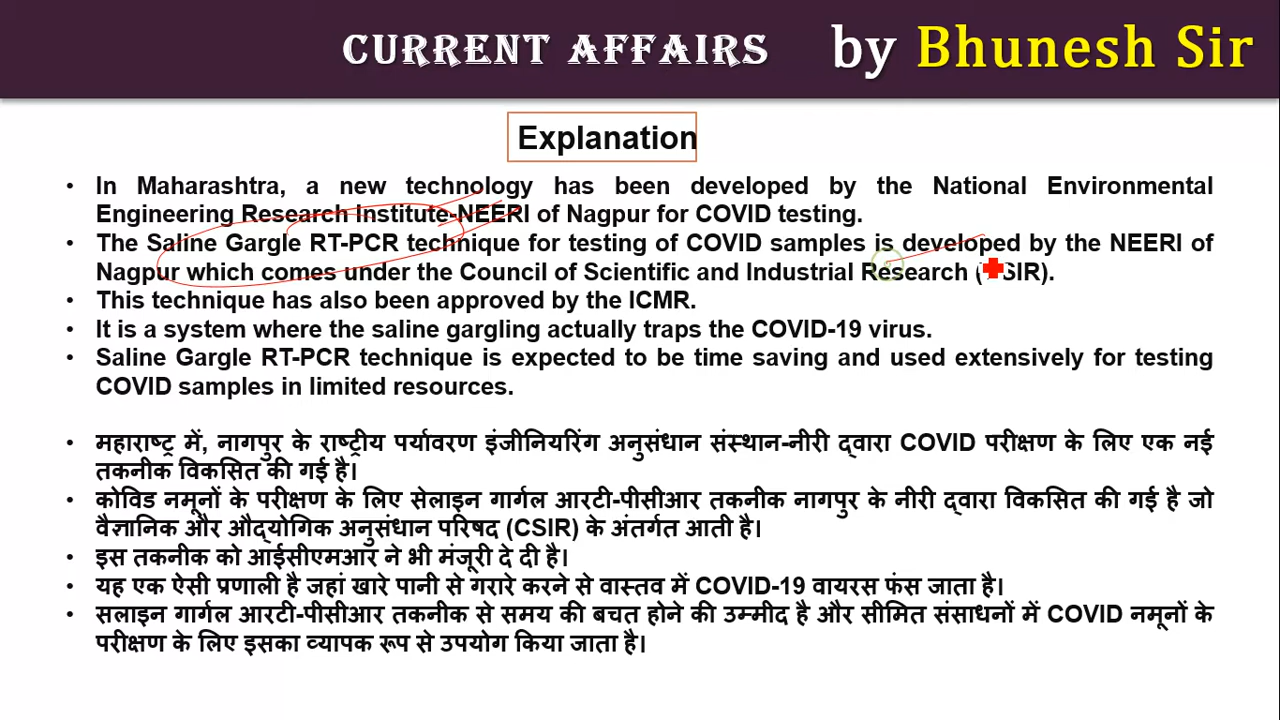 CURRENT AFFAIRS by Bhunesh Sir
Explanation
• In Maharashtra, a new technology has been developed by the National Environmental
Engineering Research Institute-NEERI of Nagpur for COVID testing.
• The Saline Gargle RT-PCR technique for testing of COVID samples is developed by the NEERI of
Nagpur which comes under the Council of Scientific and Industrial Research (CSIR).
• This technique has also been approved by the ICMR.
• It is a system where the saline gargling actually traps the COVID-19 virus.
• Saline Gargle RT-PCR technique is expected to be time saving and used extensively for testing
COVID samples in limited resources.
• महाराष्ट्र में, नागपुर के राष्ट्रीय पर्यावरण इंजीनियरिंग अनुसंधान संस्थान-नीरी द्वारा COVID परीक्षण के लिए एक नई
तकनीक विकसित की गई है।
• कोविड नमूनों के परीक्षण के लिए सेलाइन गार्गल आरटी-पीसीआर तकनीक नागपुर के नीरी द्वारा विकसित की गई है जो
वैज्ञानिक और औद्योगिक अनुसंधान परिषद (CSIR) के अंतर्गत आती है।
• इस तकनीक को आईसीएमआर ने भी मंजूरी दे दी है।
• यह एक ऐसी प्रणाली है जहां खारे पानी से गरारे करने से वास्तव में COVID-19 वायरस फंस जाता है।
• सलाइन गार्गल आरटी-पीसीआर तकनीक से समय की बचत होने की उम्मीद है और सीमित संसाधनों में COVID नमूनों के
परीक्षण के लिए इसका व्यापक रूप से उपयोग किया जाता है।